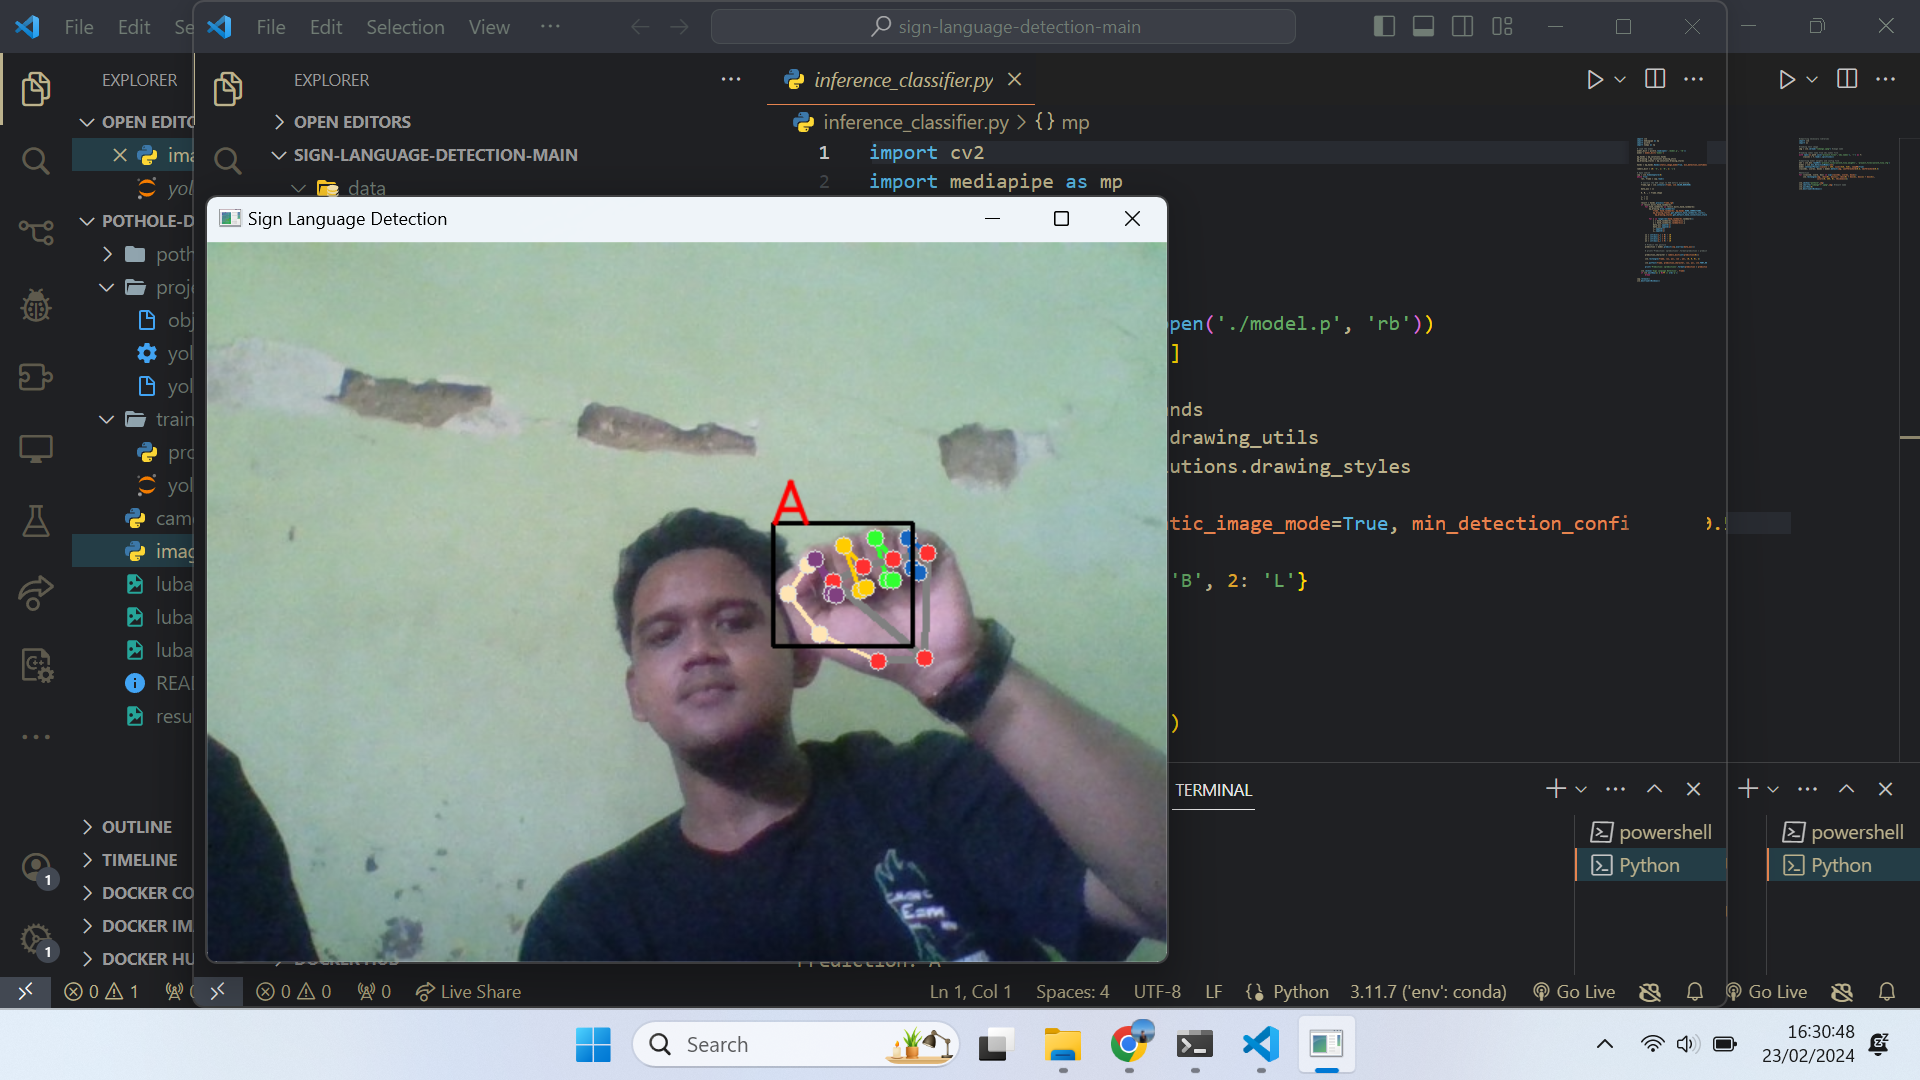 File Edit Se
File Edit Selection View ···
sign-language-detection-main
EXPLORER
EXPLORER
inference_classifier.py
OPEN EDITO
OPEN EDITORS
inference_classifier.py > {} mp
ima
SIGN-LANGUAGE-DETECTION-MAIN
1 import cv2
yol
data
2 import mediapipe as mp
POTHOLE-D
Sign Language Detection
poth
proje
obj
pen('./model.p', 'rb'))
yol
]
yol
nds
train
drawing_utils
pro
utions.drawing_styles
yol
A
cam
tic_image_mode=True, min_detection_confi
0.5
imag
'B', 2: 'L'}
luba
luba
luba
REA
resu
)
TERMINAL
OUTLINE
powershell
powershell
TIMELINE
Python
Python
DOCKER CO
DOCKER IM
DOCKER HU
Prediction: A
0 1 0
0 0 0 Live Share
Ln 1, Col 1 Spaces: 4 UTF-8 LF {} Python 3.11.7 ('env': conda) Go Live
Go Live
1
1
Search
16:30:48
23/02/2024